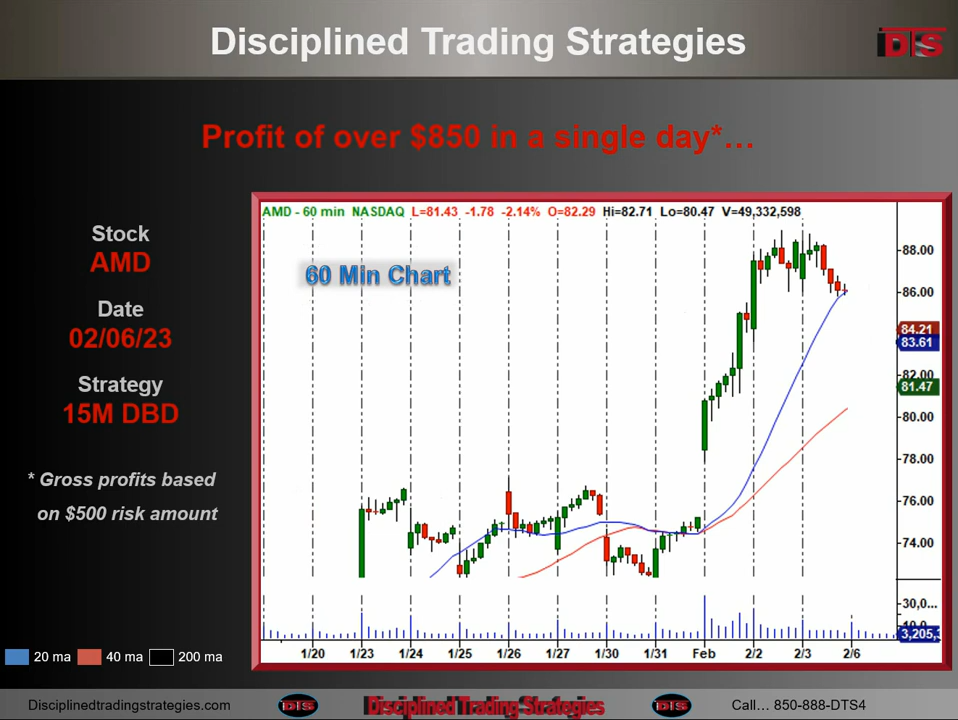 Disciplined Trading Strategies
DTS
Profit of over $850 in a single day*…
Stock
AMD
Date
02/06/23
Strategy
15M DBD
* Gross profits based
on $500 risk amount
AMD - 60 min NASDAQ L=81.43 -1.78 -2.14% O=82.29 Hi=82.71 Lo=80.47 V=49,332,598
60 Min Chart
88.00
86.00
84.21
83.61
82.00
81.47
80.00
78.00
76.00
74.00
30,0...
3,205,
1/20 1/23 1/24 1/25 1/26 1/27 1/30 1/31 Feb 2/2 2/3 2/6
20 ma 40 ma 200 ma
Disciplinedtradingstrategies.com DTS Disciplined Trading Strategies DTS Call… 850-888-DTS4